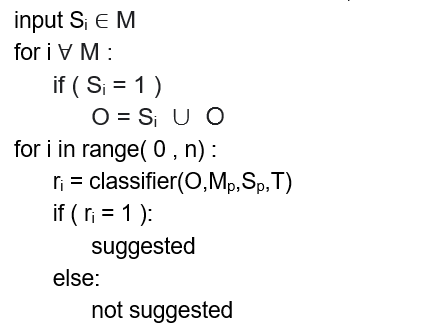 input Sᵢ ∈ M
for i ∀ M :
if ( Sᵢ = 1 )
O = Sᵢ ∪ O
for i in range( 0 , n) :
rᵢ = classifier(O,Mₚ,Sₚ,T)
if ( rᵢ = 1 ):
suggested
else:
not suggested